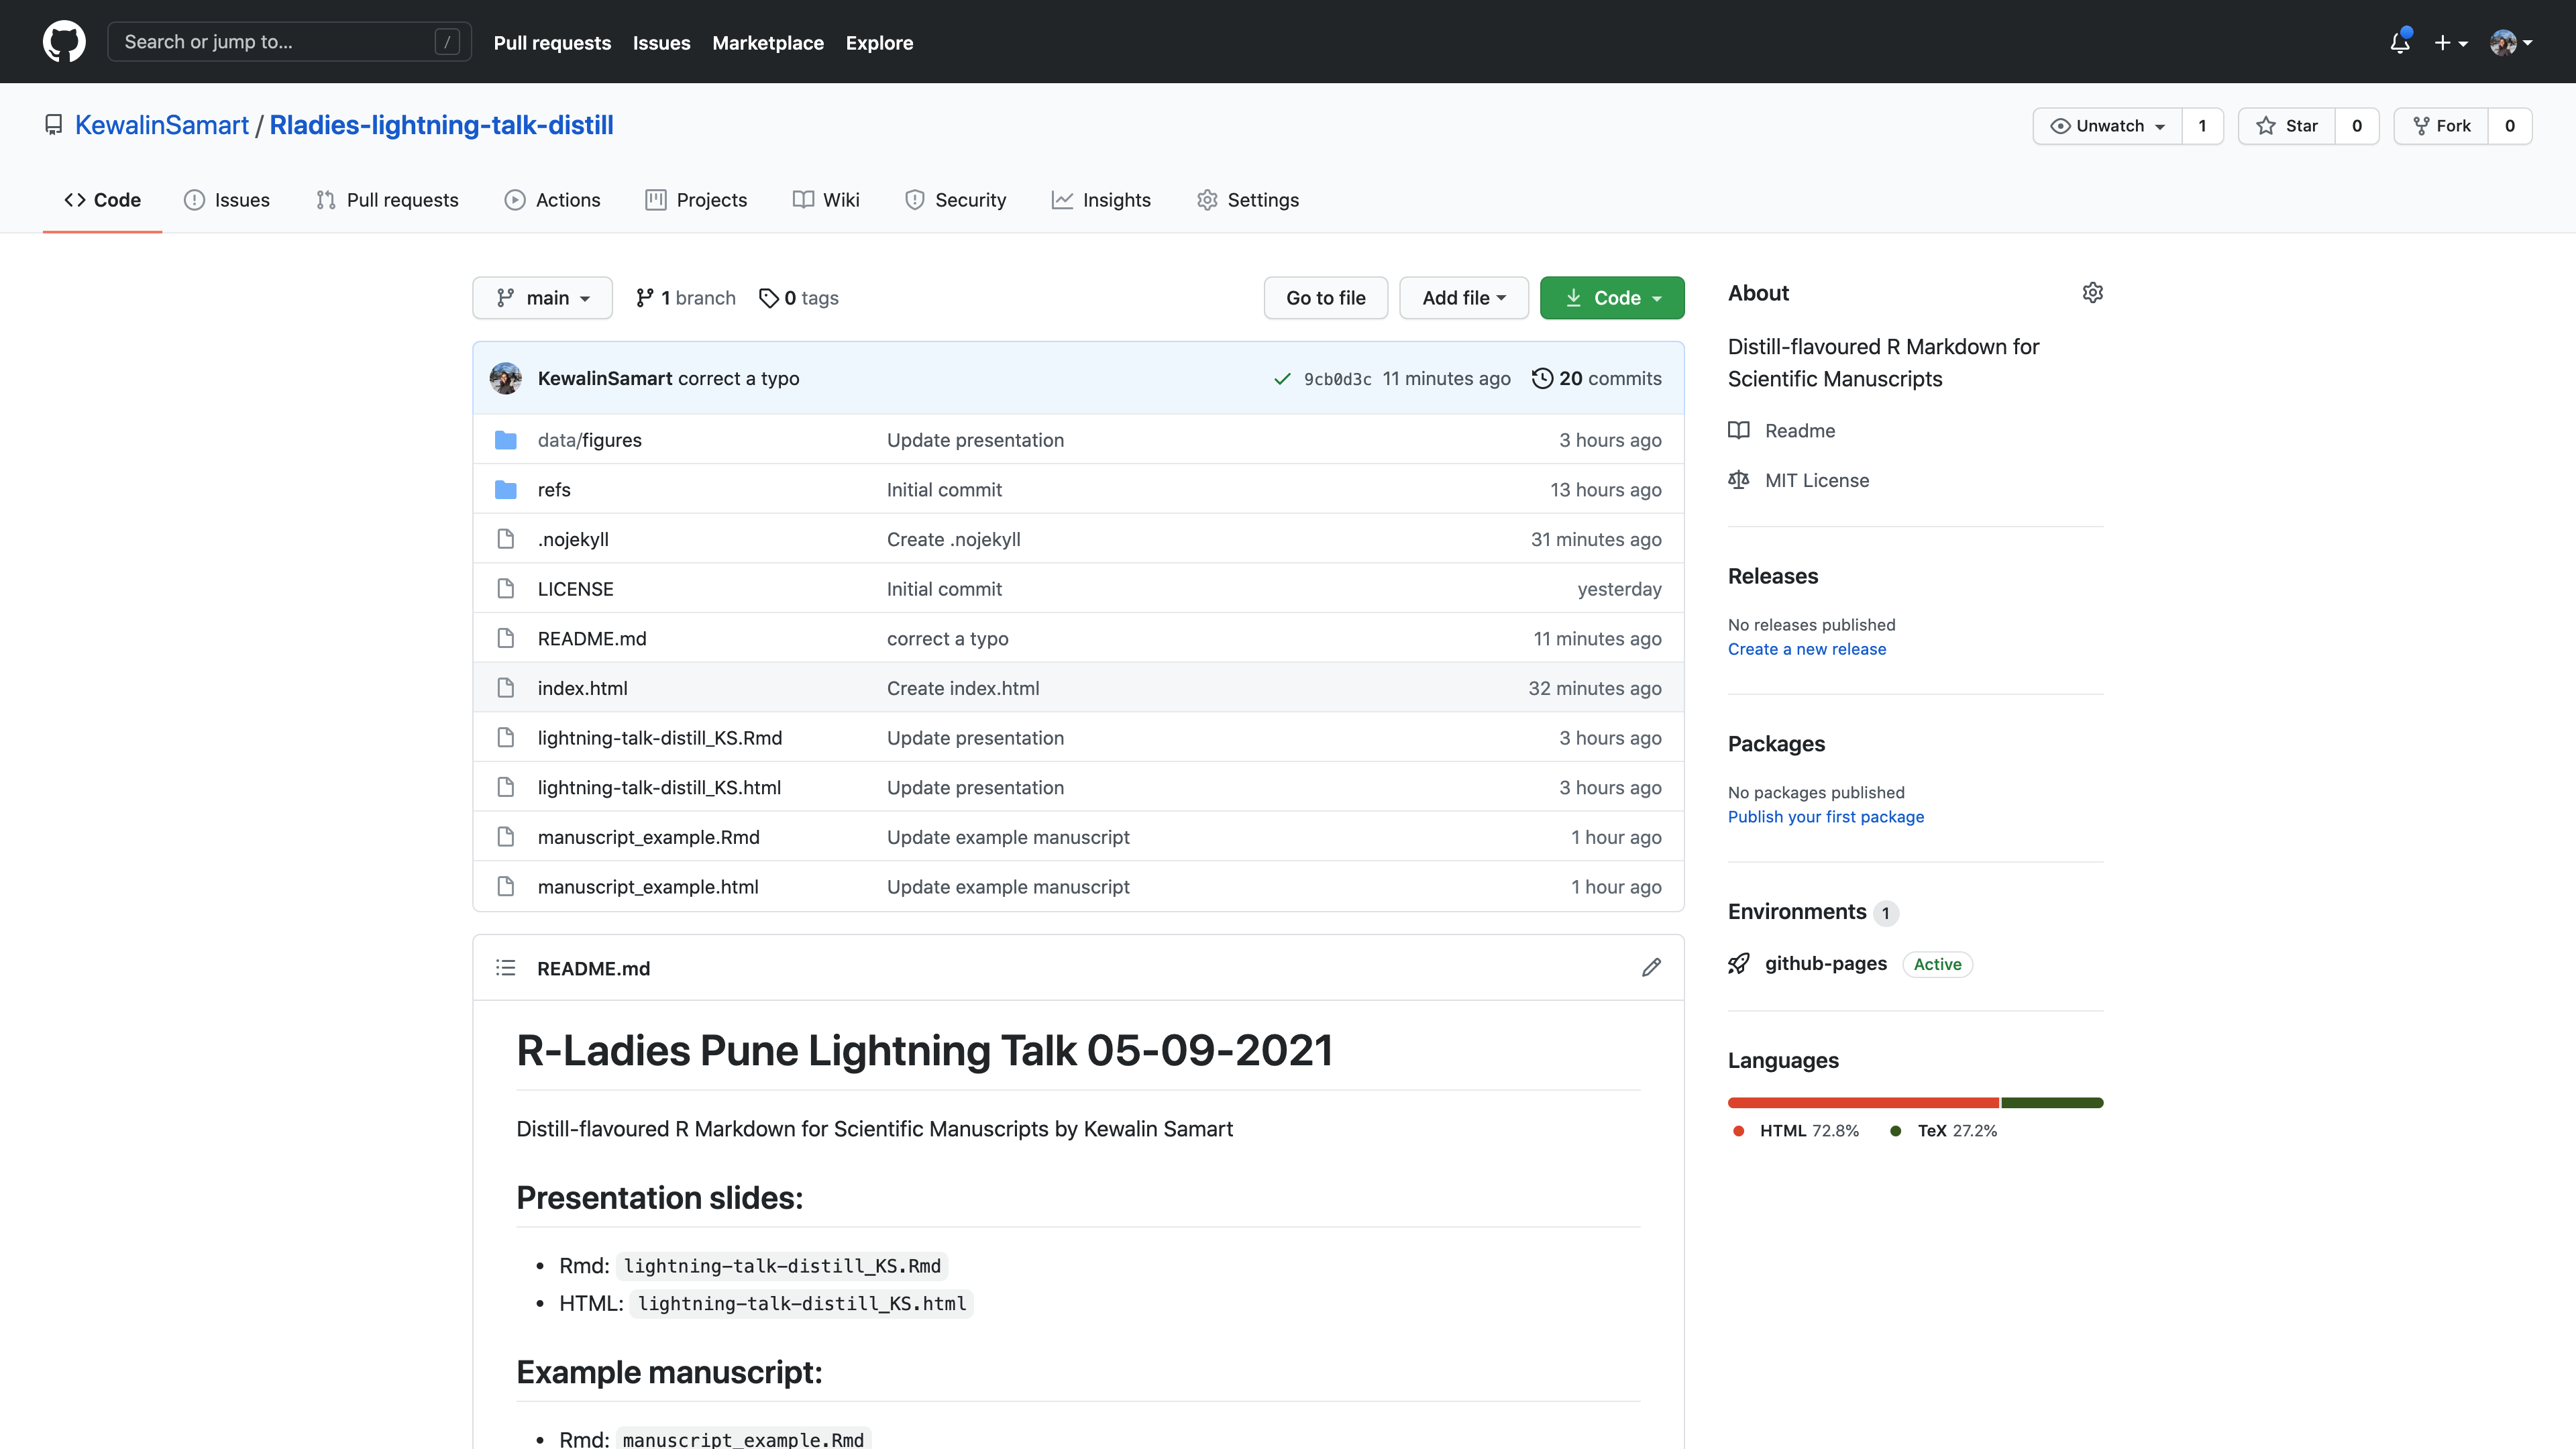 Search or jump to... /
Pull requests Issues Marketplace Explore
KewalinSamart / Rladies-lightning-talk-distill
Unwatch 1 Star 0 Fork 0
Code Issues Pull requests Actions Projects Wiki Security Insights Settings
main 1 branch 0 tags
Go to file Add file Code
KewalinSamart correct a typo 9cb0d3c 11 minutes ago 20 commits
data/figures Update presentation 3 hours ago
refs Initial commit 13 hours ago
.nojekyll Create .nojekyll 31 minutes ago
LICENSE Initial commit yesterday
README.md correct a typo 11 minutes ago
index.html Create index.html 32 minutes ago
lightning-talk-distill_KS.Rmd Update presentation 3 hours ago
lightning-talk-distill_KS.html Update presentation 3 hours ago
manuscript_example.Rmd Update example manuscript 1 hour ago
manuscript_example.html Update example manuscript 1 hour ago
README.md
R-Ladies Pune Lightning Talk 05-09-2021
Distill-flavoured R Markdown for Scientific Manuscripts by Kewalin Samart
Presentation slides:
• Rmd: lightning-talk-distill_KS.Rmd
• HTML: lightning-talk-distill_KS.html
Example manuscript:
• Rmd: manuscript_example.Rmd
About
Distill-flavoured R Markdown for
Scientific Manuscripts
Readme
MIT License
Releases
No releases published
Create a new release
Packages
No packages published
Publish your first package
Environments 1
github-pages Active
Languages
HTML 72.8% TeX 27.2%